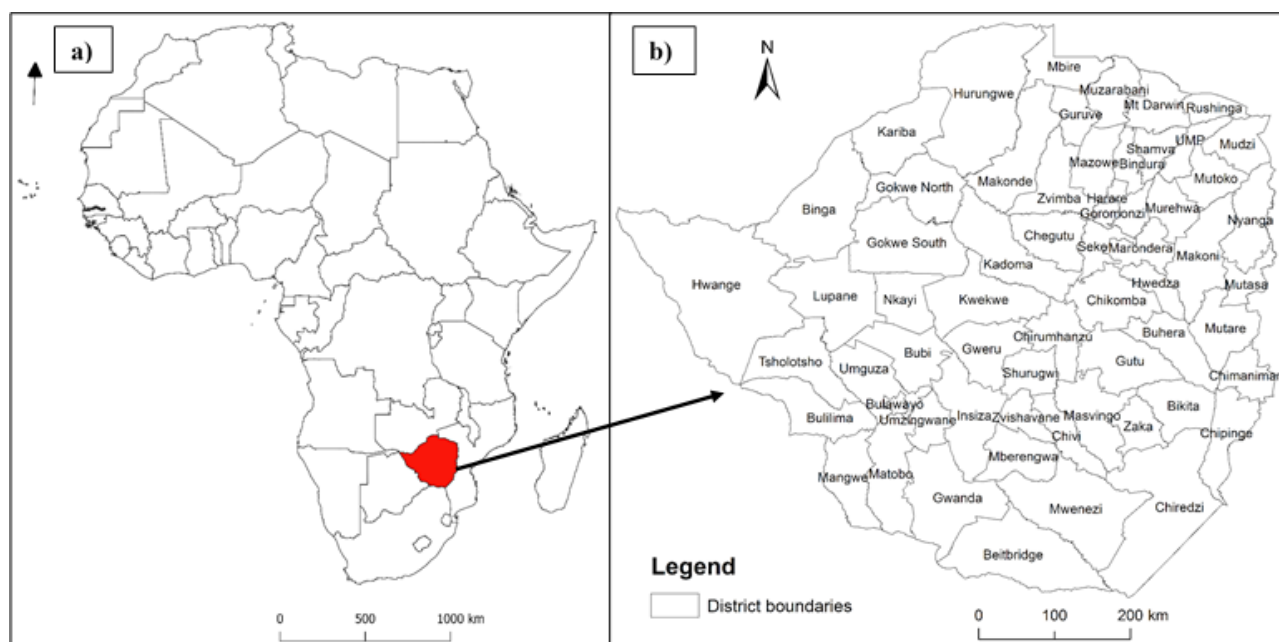 a)
0 500 1000 km
b)
N
Mbire
Hurungwe
Muzarabani
Mt Darwin
Rushinga
Guruve
Kariba
UMP
Mudzi
Shamva
Mazowe
Bindura
Mutoko
Gokwe North
Makonde
Zvimba
Harare
Murehwa
Binga
Goromonzi
Nyanga
Chegutu
Gokwe South
Seke
Marondera
Makoni
Kadoma
Hwange
Hwedza
Mutasa
Lupane
Nkayi
Kwekwe
Chikomba
Chirumhanzu
Buhera
Mutare
Gweru
Bubi
Tsholotsho
Umguza
Gutu
Shurugwi
Chimaniman
Bulawayo
Bikita
Bulilima
Umzingwane
Insiza
Zvishavane
Masvingo
Zaka
Chipinge
Chivi
Mberengwa
Mangwe
Matobo
Gwanda
Mwenezi
Chiredzi
Beitbridge
Legend
District boundaries
0 100 200 km